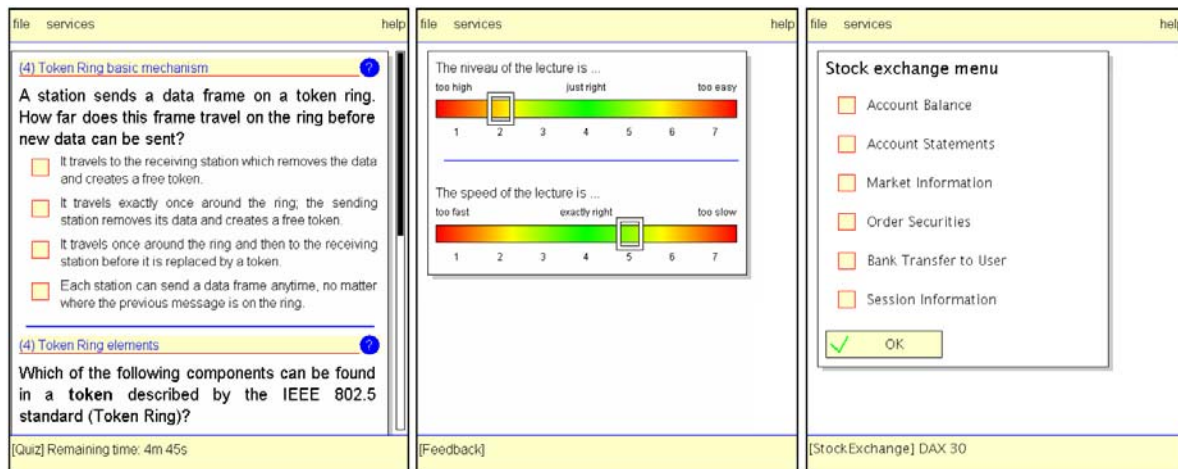 file services help
(4) Token Ring basic mechanism ?
A station sends a data frame on a token ring.
How far does this frame travel on the ring before
new data can be sent?
It travels to the receiving station which removes the data
and creates a free token.
It travels exactly once around the ring; the sending
station removes its data and creates a free token.
It travels once around the ring and then to the receiving
station before it is replaced by a token.
Each station can send a data frame anytime, no matter
where the previous message is on the ring.
(4) Token Ring elements ?
Which of the following components can be found
in a token described by the IEEE 802.5
standard (Token Ring)?
[Quiz] Remaining time: 4m 45s
file services help
The niveau of the lecture is ...
too high just right too easy
1 2 3 4 5 6 7
The speed of the lecture is ...
too fast exactly right too slow
1 2 3 4 5 6 7
[Feedback]
file services help
Stock exchange menu
Account Balance
Account Statements
Market Information
Order Securities
Bank Transfer to User
Session Information
OK
[StockExchange] DAX 30